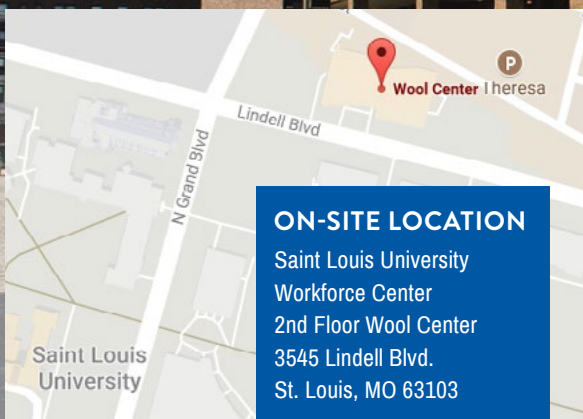 P
Wool Center Theresa
Lindell Blvd
N Grand Blvd
ON-SITE LOCATION
Saint Louis University
Workforce Center
2nd Floor Wool Center
3545 Lindell Blvd.
St. Louis, MO 63103
Saint Louis
University